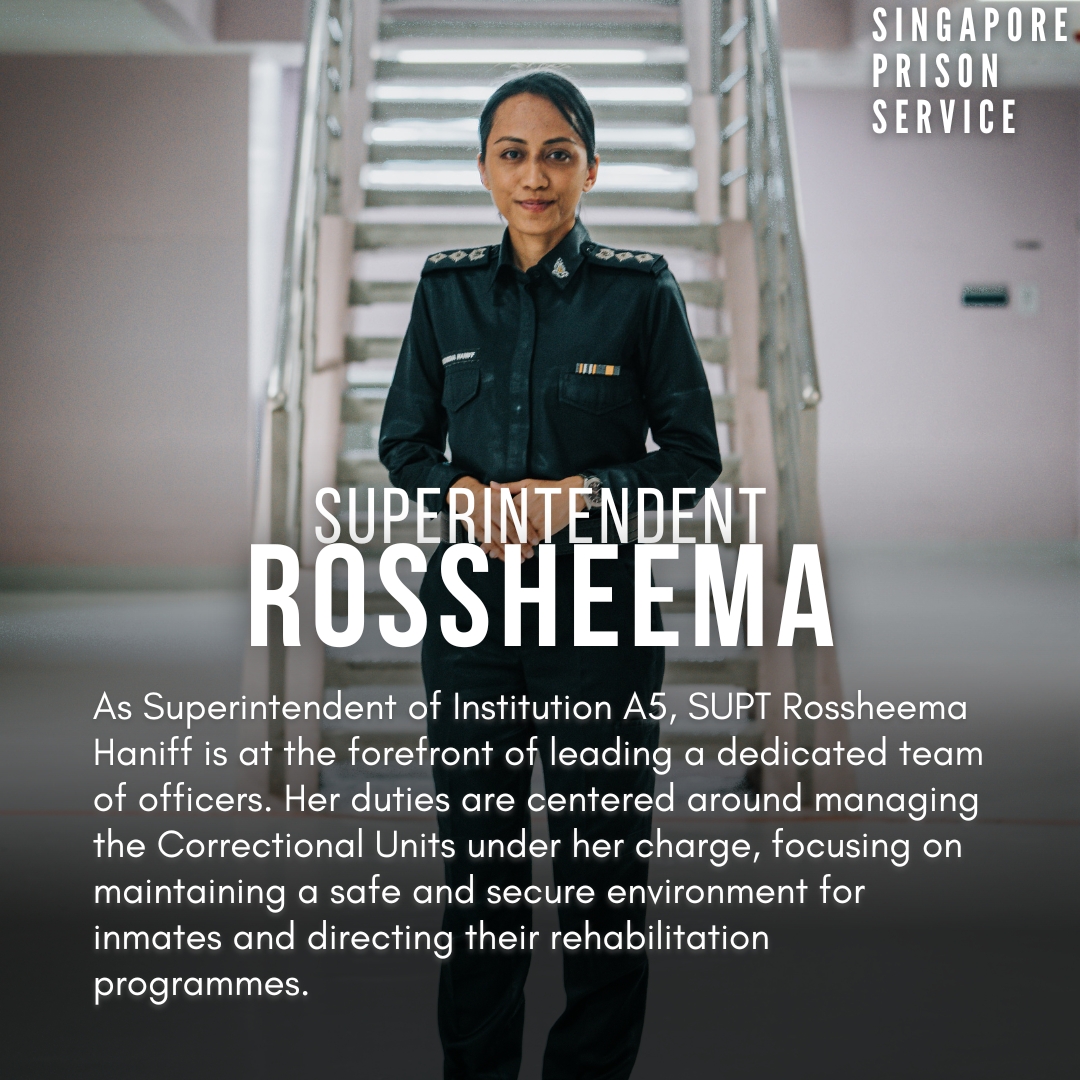 SINGAPORE
PRISON
SERVICE
HANIFF
SUPERINTENDENT
ROSSHEEMA
As Superintendent of Institution A5, SUPT Rossheema
Haniff is at the forefront of leading a dedicated team
of officers. Her duties are centered around managing
the Correctional Units under her charge, focusing on
maintaining a safe and secure environment for
inmates and directing their rehabilitation
programmes.